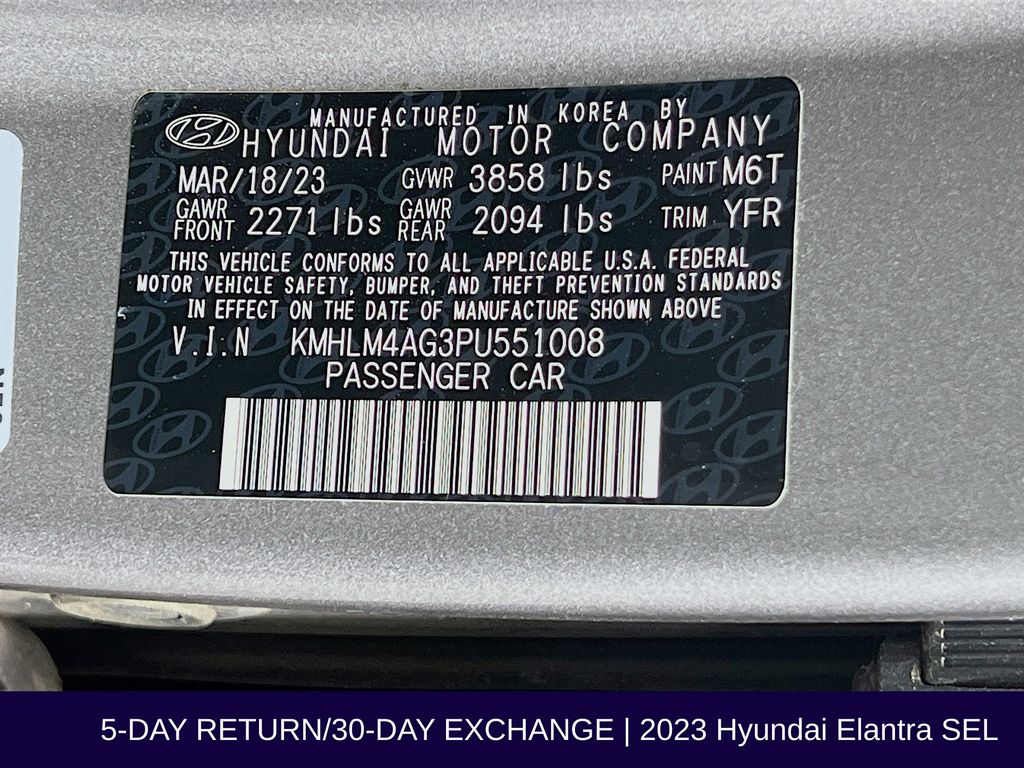 MANUFACTURED IN KOREA BY
HYUNDAI MOTOR COMPANY
MAR/18/23 GVWR 3858 lbs PAINT M6T
GAWR FRONT 2271 lbs GAWR REAR 2094 lbs TRIM YFR
THIS VEHICLE CONFORMS TO ALL APPLICABLE U.S.A. FEDERAL
MOTOR VEHICLE SAFETY, BUMPER, AND THEFT PREVENTION STANDARDS
IN EFFECT ON THE DATE OF MANUFACTURE SHOWN ABOVE
V.I.N KMHLM4AG3PU551008
PASSENGER CAR
5-DAY RETURN/30-DAY EXCHANGE | 2023 Hyundai Elantra SEL